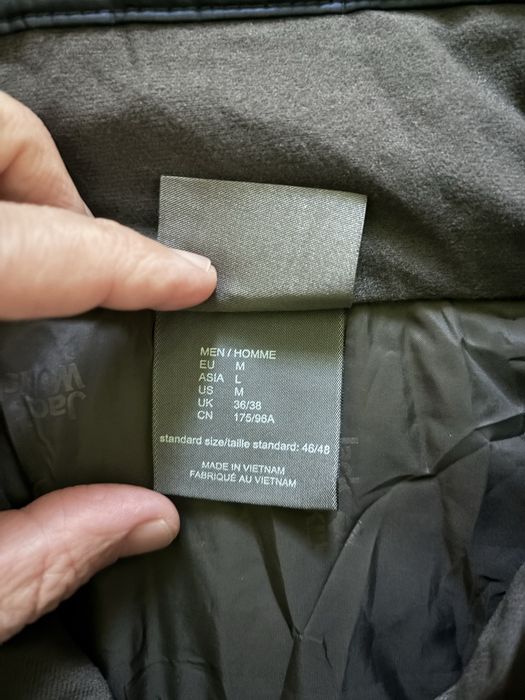 MEN / HOMME
EU M
ASIA L
US M
UK 36/38
CN 175/96A
standard size/taille standard: 46/48
MADE IN VIETNAM
FABRIQUÉ AU VIETNAM